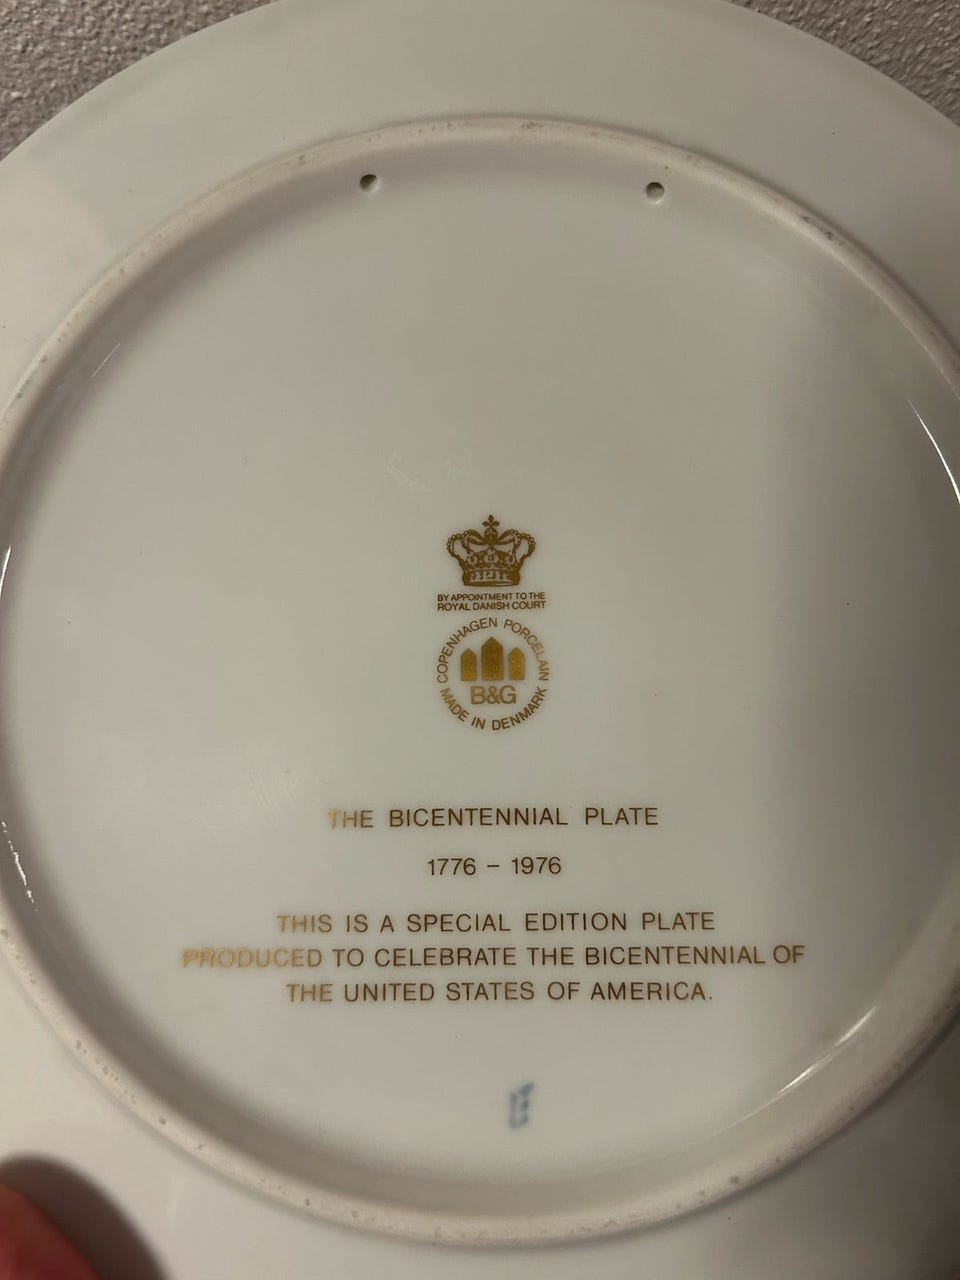 BY APPOINTMENT TO THE
ROYAL DANISH COURT
COPENHAGEN PORCELAIN
B&G
MADE IN DENMARK
THE BICENTENNIAL PLATE
1776 – 1976
THIS IS A SPECIAL EDITION PLATE
PRODUCED TO CELEBRATE THE BICENTENNIAL OF
THE UNITED STATES OF AMERICA.